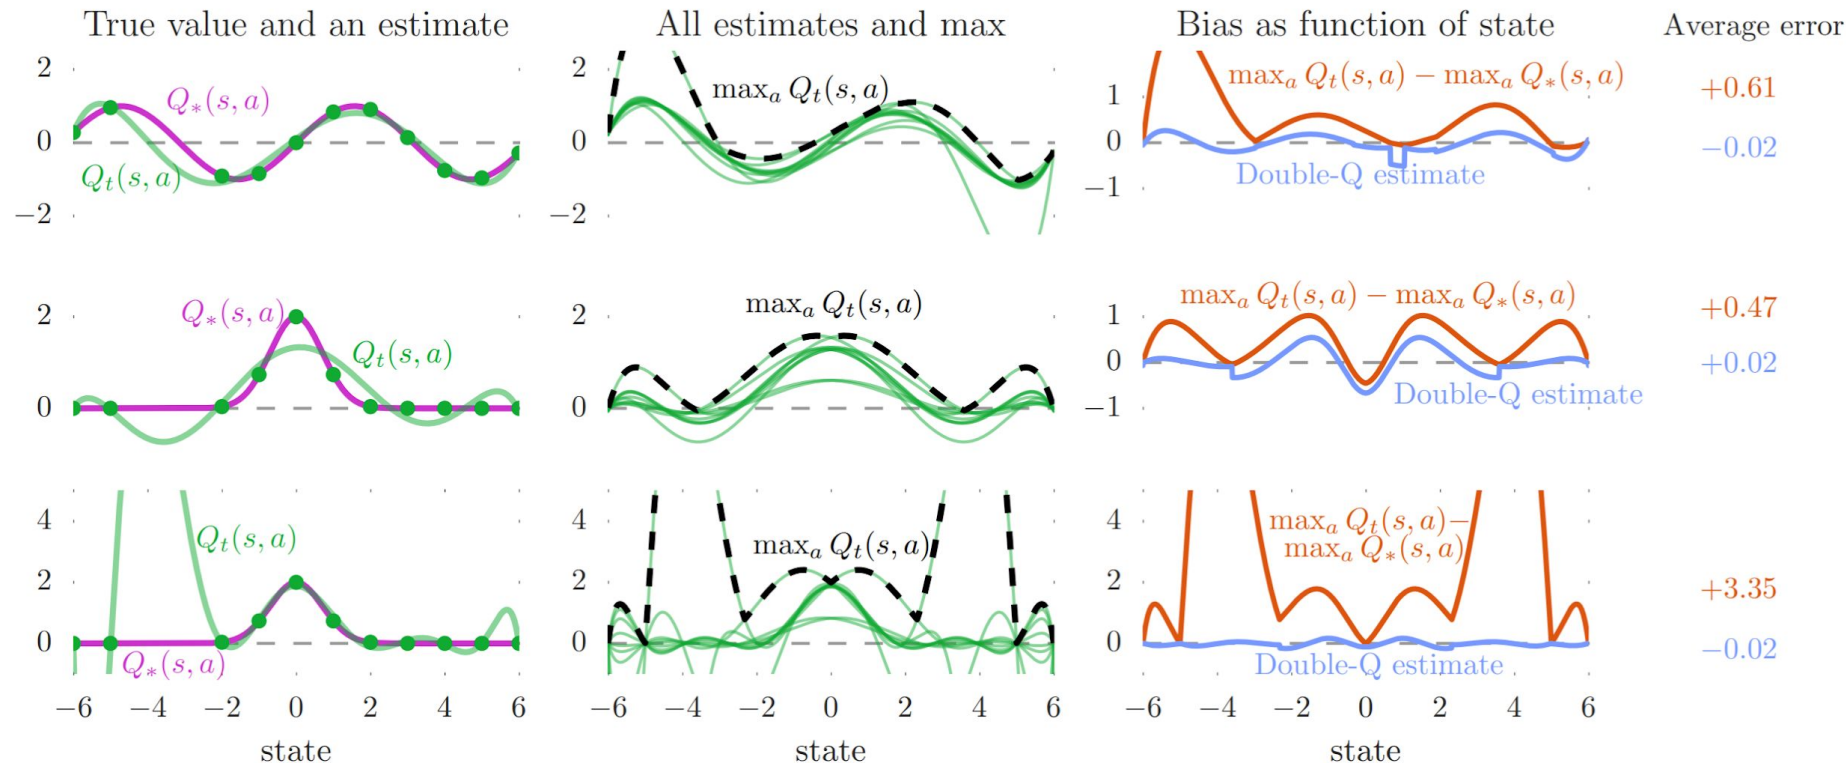 True value and an estimate
All estimates and max
Bias as function of state
Average error
2
0
−2
Q∗(s, a)
Qt(s, a)
2
0
−2
maxa Qt(s, a)
1
0
−1
maxa Qt(s, a) − maxa Q∗(s, a)
Double-Q estimate
+0.61
−0.02
2
0
Q∗(s, a)
Qt(s, a)
2
0
maxa Qt(s, a)
1
0
−1
maxa Qt(s, a) − maxa Q∗(s, a)
Double-Q estimate
+0.47
+0.02
4
2
0
Qt(s, a)
Q∗(s, a)
−6 −4 −2 0 2 4 6
state
4
2
0
maxa Qt(s, a)
−6 −4 −2 0 2 4 6
state
4
2
0
maxa Qt(s, a)−
maxa Q∗(s, a)
Double-Q estimate
−6 −4 −2 0 2 4 6
state
+3.35
−0.02